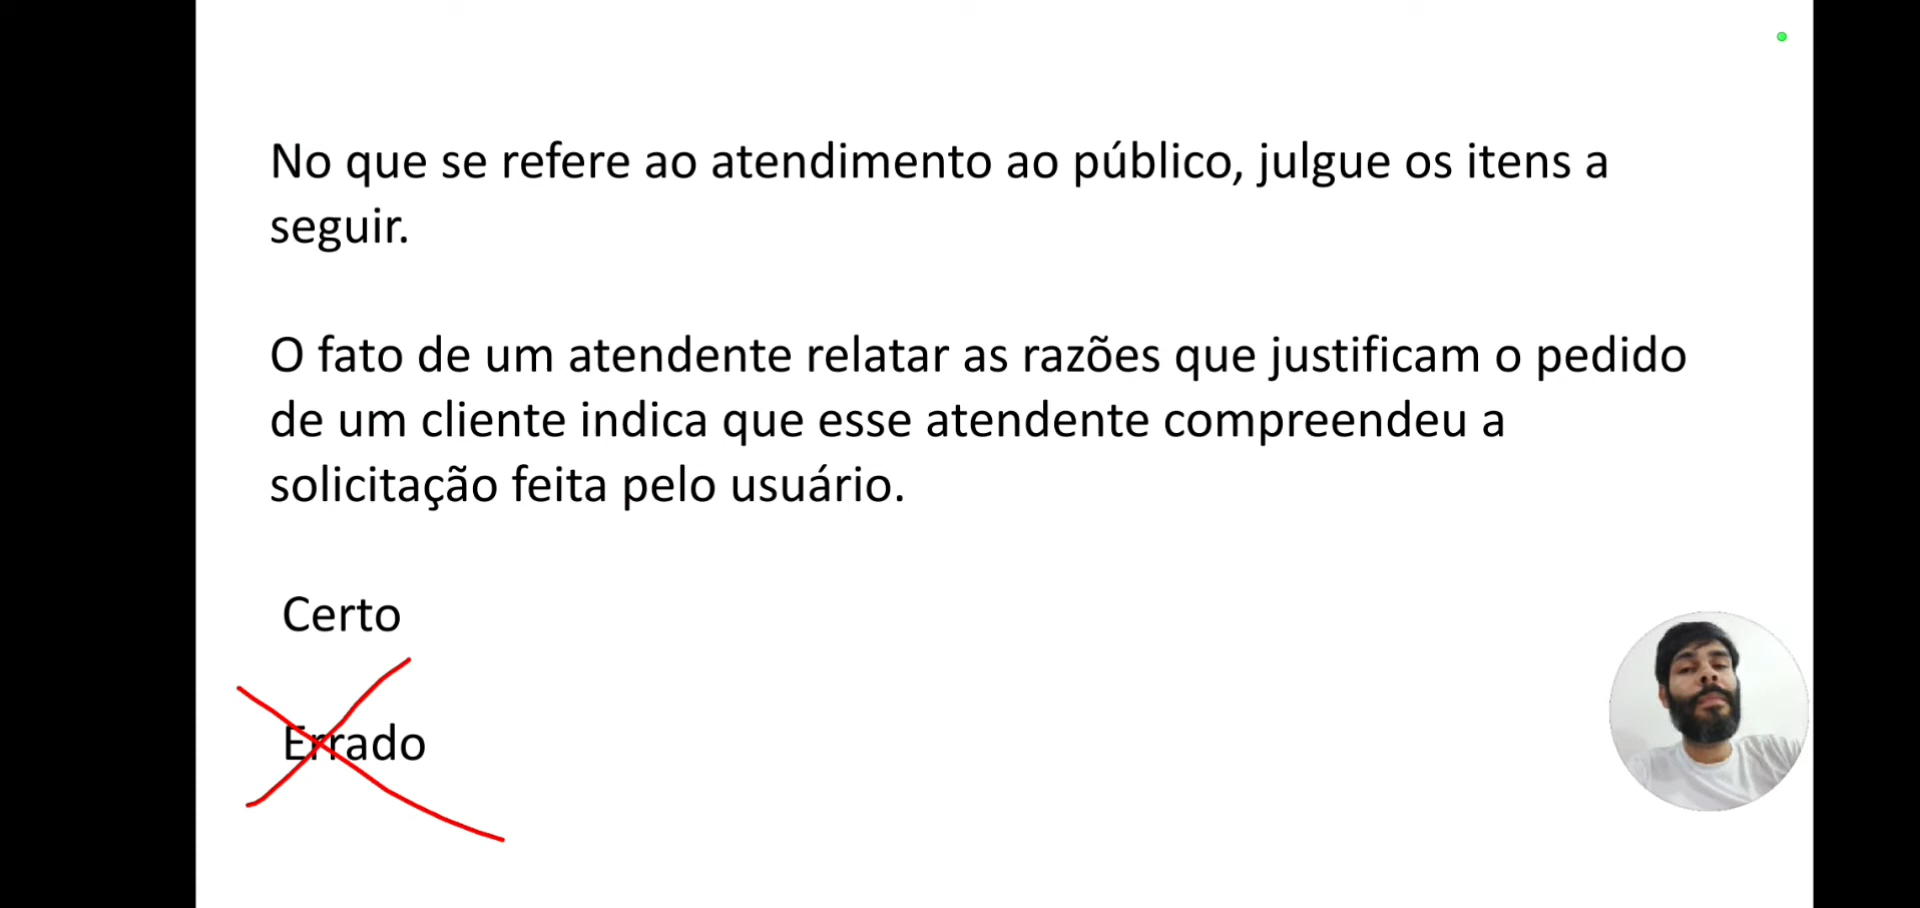 No que se refere ao atendimento ao público, julgue os itens a
seguir.
O fato de um atendente relatar as razões que justificam o pedido
de um cliente indica que esse atendente compreendeu a
solicitação feita pelo usuário.
Certo
Errado